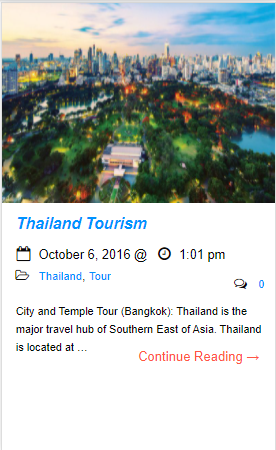 Thailand Tourism
October 6, 2016 @ 1:01 pm
Thailand, Tour
0
City and Temple Tour (Bangkok): Thailand is the
major travel hub of Southern East of Asia. Thailand
is located at …
Continue Reading →